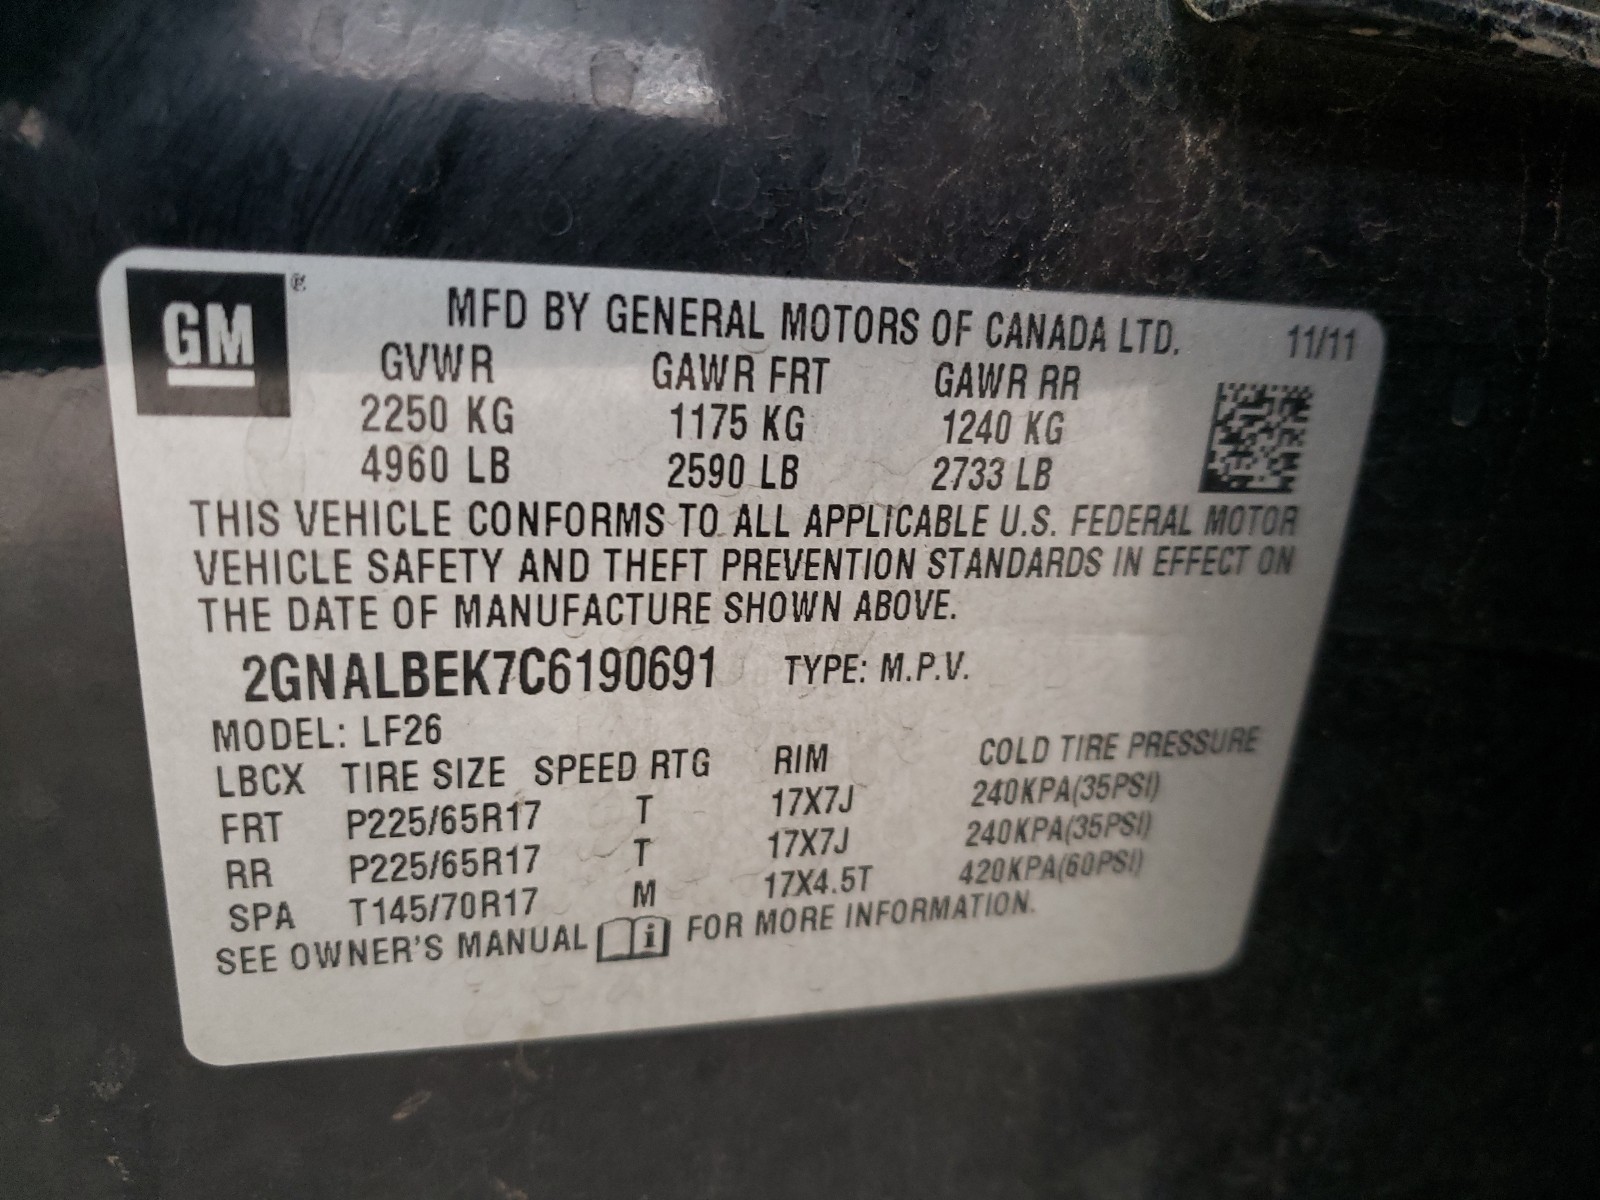 GM ®
MFD BY GENERAL MOTORS OF CANADA LTD. 11/11
GVWR GAWR FRT GAWR RR
2250 KG 1175 KG 1240 KG
4960 LB 2590 LB 2733 LB
THIS VEHICLE CONFORMS TO ALL APPLICABLE U.S. FEDERAL MOTOR
VEHICLE SAFETY AND THEFT PREVENTION STANDARDS IN EFFECT ON
THE DATE OF MANUFACTURE SHOWN ABOVE.
2GNALBEK7C6190691 TYPE: M.P.V.
MODEL: LF26
LBCX TIRE SIZE SPEED RTG RIM COLD TIRE PRESSURE
FRT P225/65R17 T 17X7J 240KPA(35PSI)
RR P225/65R17 T 17X7J 240KPA(35PSI)
SPA T145/70R17 M 17X4.5T 420KPA(60PSI)
SEE OWNER'S MANUAL i FOR MORE INFORMATION.